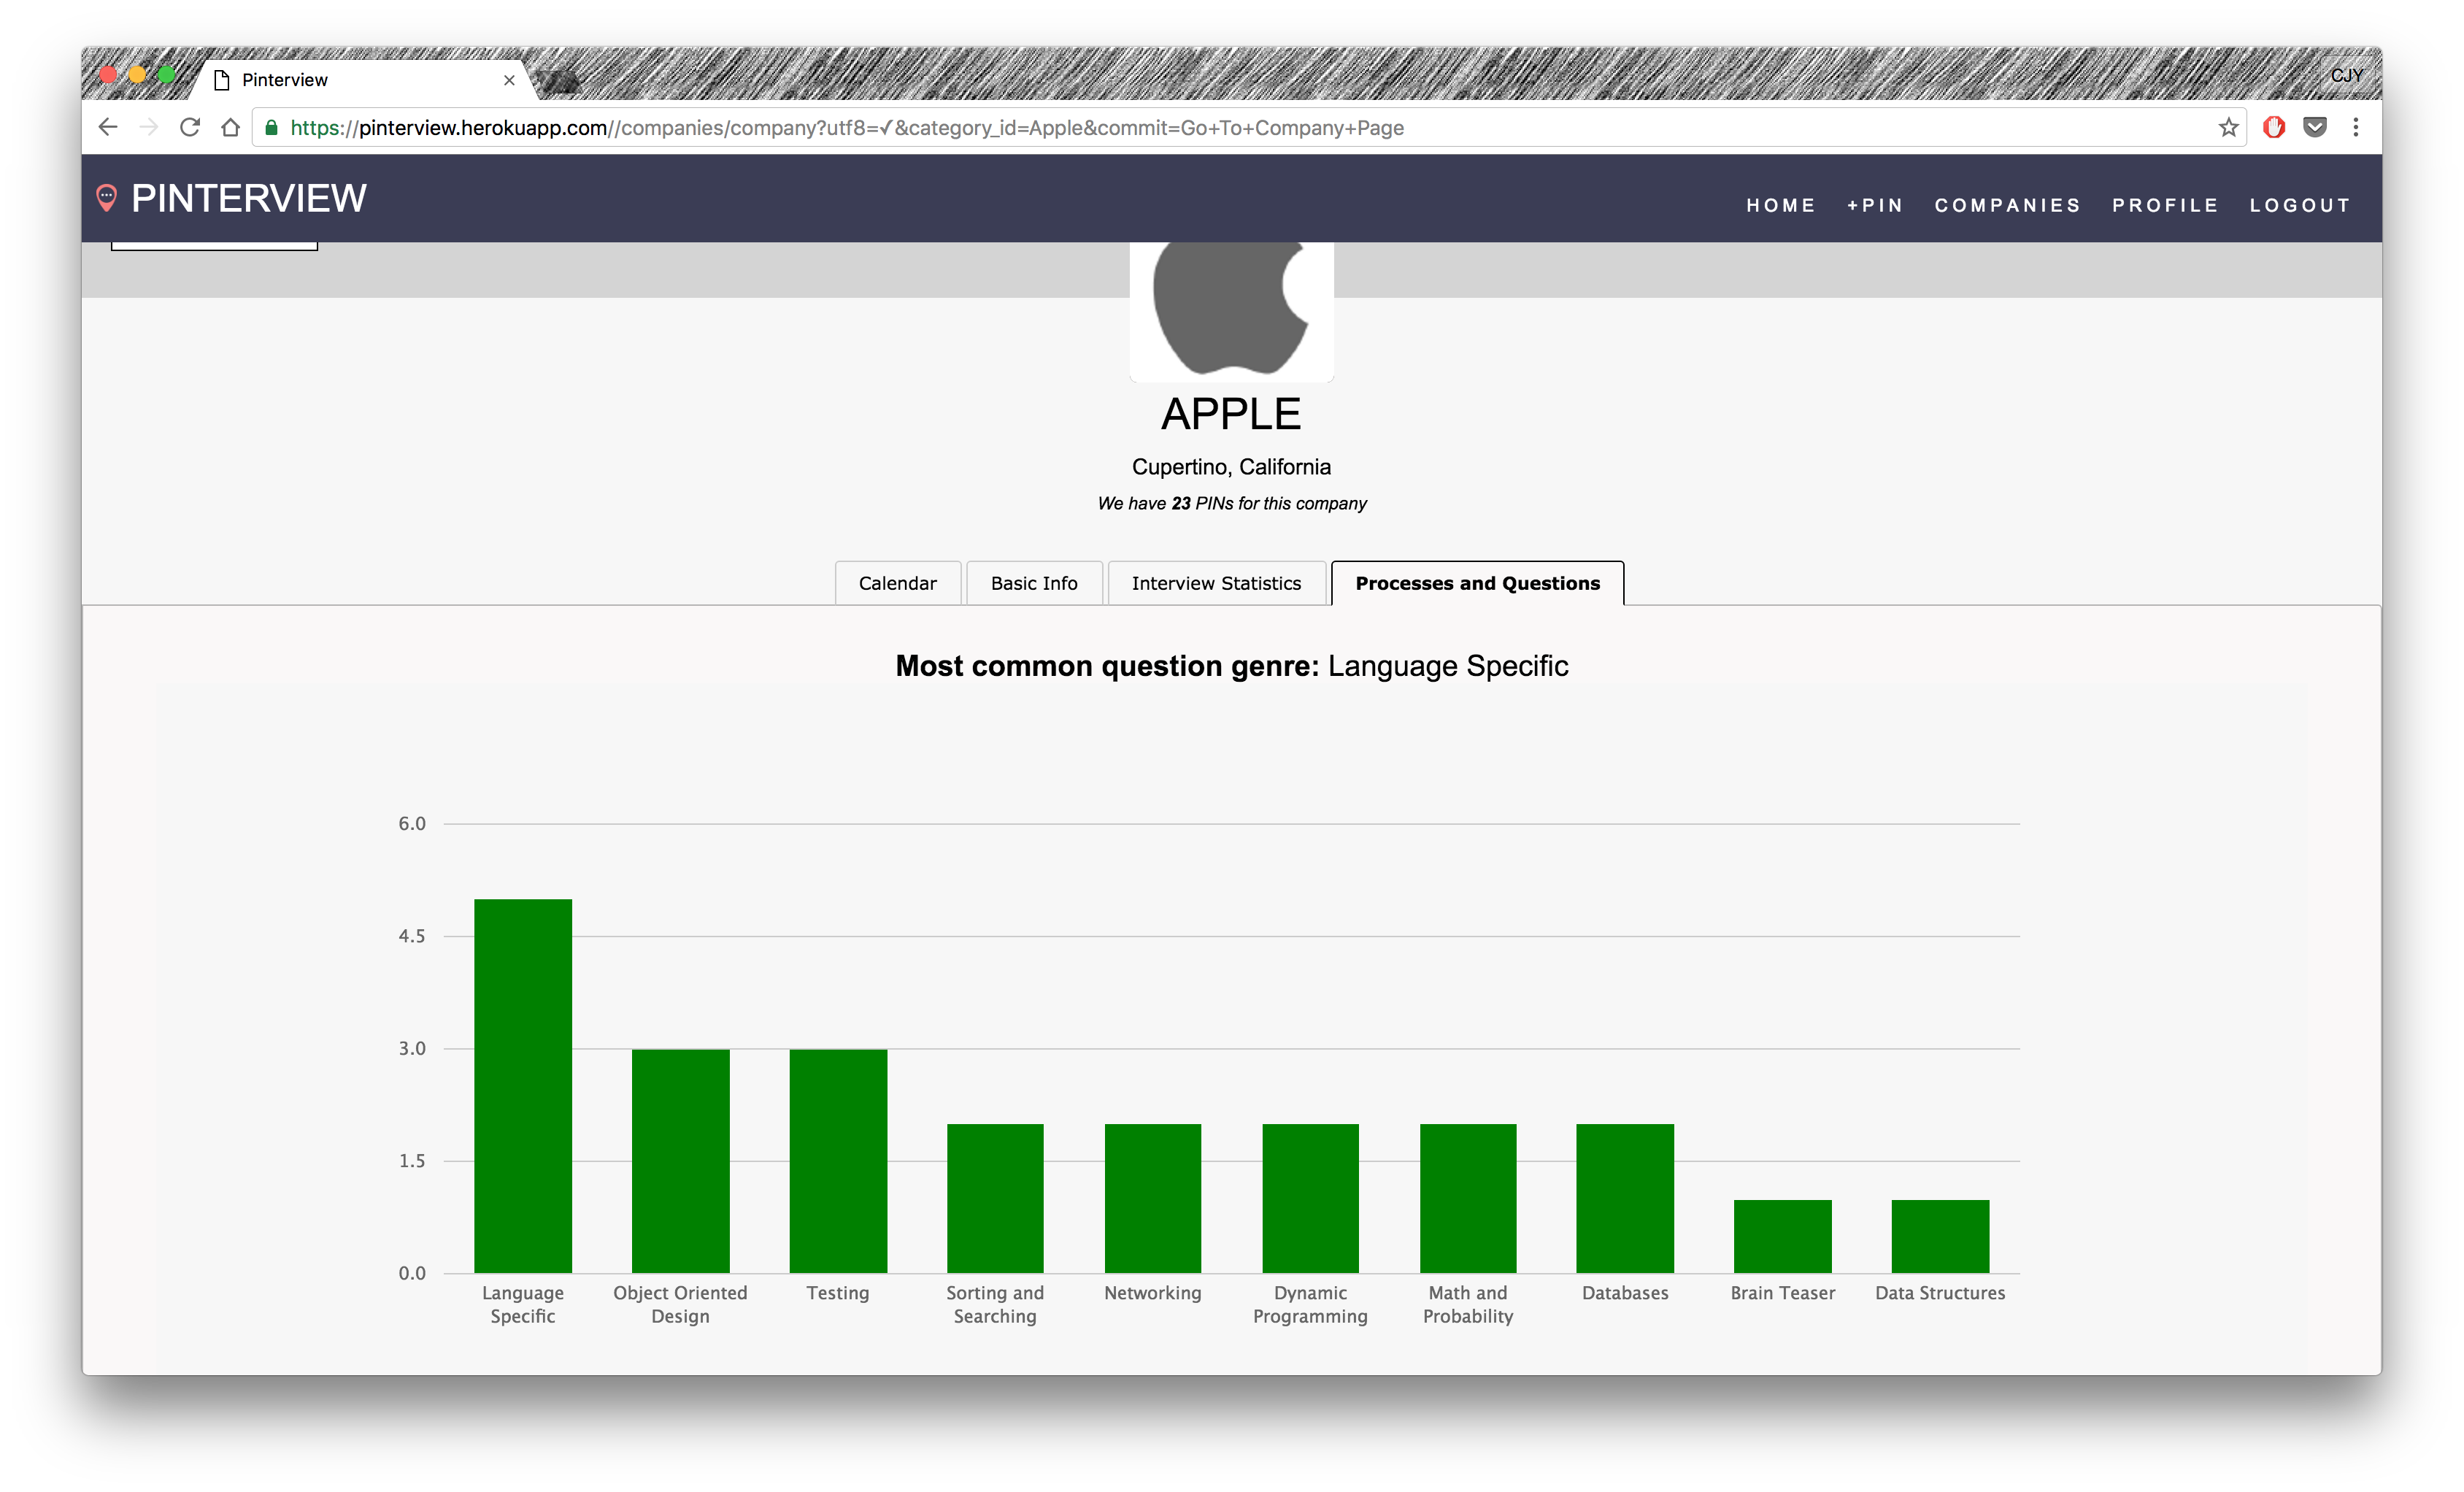 Pinterview
CJY
https://pinterview.herokuapp.com//companies/company?utf8=✓&category_id=Apple&commit=Go+To+Company+Page
PINTERVIEW
HOME +PIN COMPANIES PROFILE LOGOUT
APPLE
Cupertino, California
We have 23 PINs for this company
Calendar Basic Info Interview Statistics Processes and Questions
Most common question genre: Language Specific
6.0
4.5
3.0
1.5
0.0
Language Specific
Object Oriented Design
Testing
Sorting and Searching
Networking
Dynamic Programming
Math and Probability
Databases
Brain Teaser
Data Structures